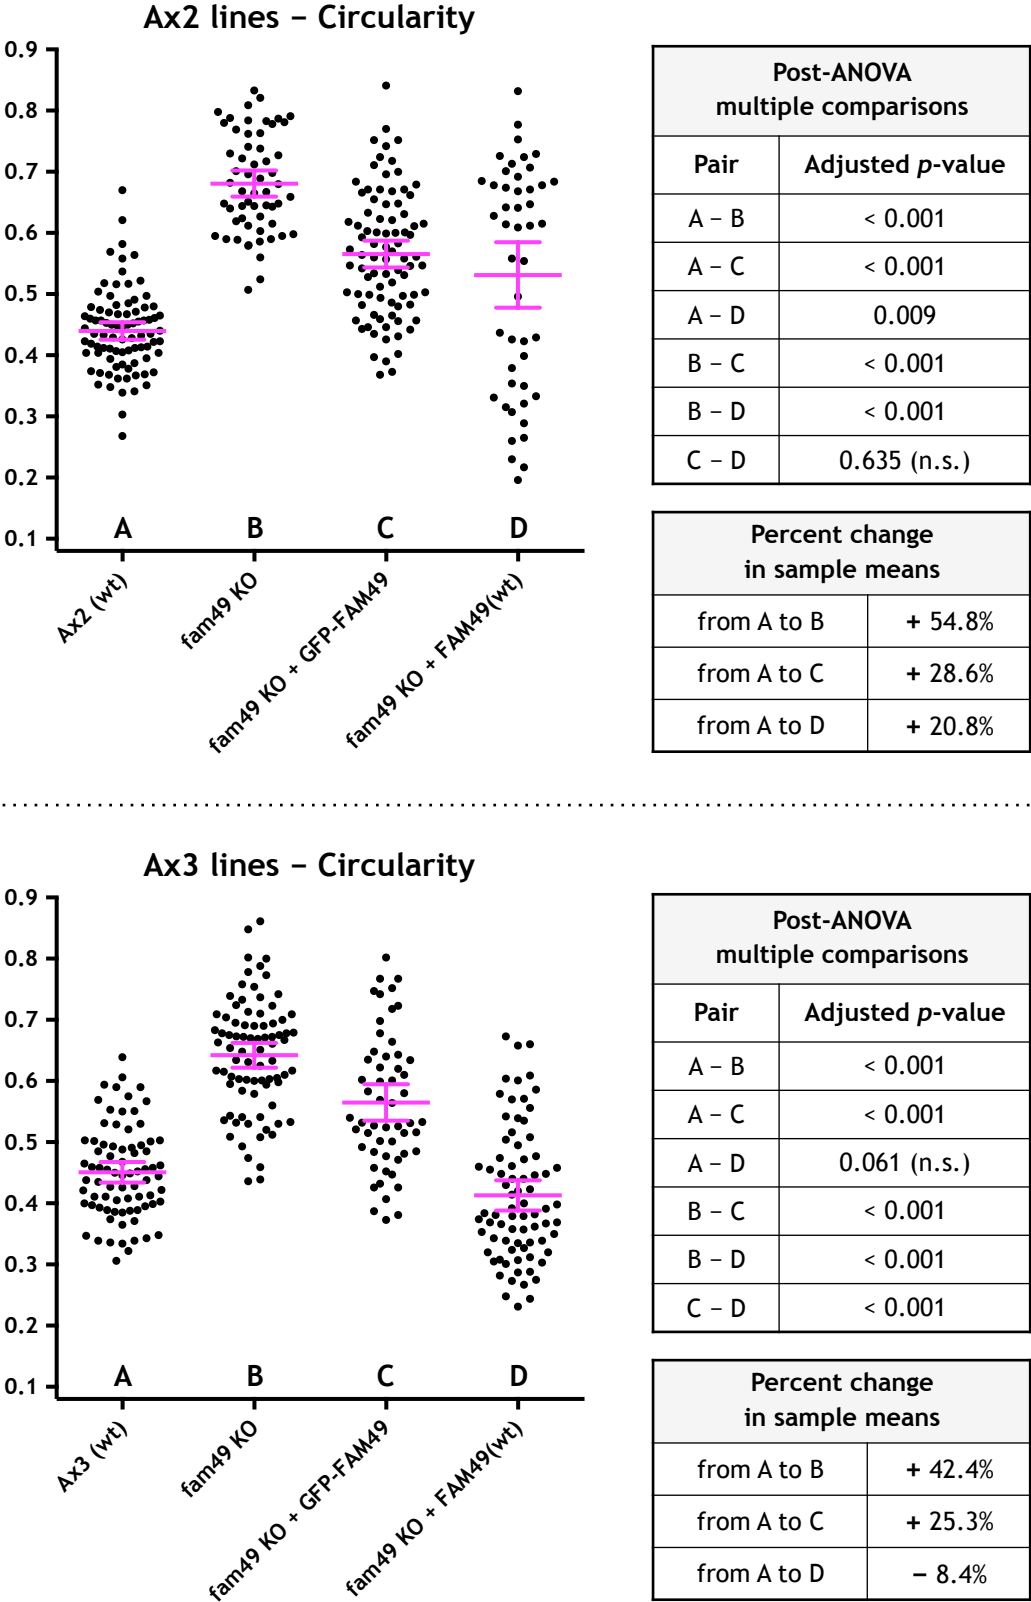 Ax2 lines – Circularity
0.9
0.8
0.7
0.6
0.5
0.4
0.3
0.2
0.1
A B C D
Ax2 (wt)
fam49 KO
fam49 KO + GFP-FAM49
fam49 KO + FAM49(wt)
Post-ANOVA
multiple comparisons
Pair Adjusted p-value
A – B < 0.001
A – C < 0.001
A – D 0.009
B – C < 0.001
B – D < 0.001
C – D 0.635 (n.s.)
Percent change
in sample means
from A to B + 54.8%
from A to C + 28.6%
from A to D + 20.8%
Ax3 lines – Circularity
0.9
0.8
0.7
0.6
0.5
0.4
0.3
0.2
0.1
A B C D
Ax3 (wt)
fam49 KO
fam49 KO + GFP-FAM49
fam49 KO + FAM49(wt)
Post-ANOVA
multiple comparisons
Pair Adjusted p-value
A – B < 0.001
A – C < 0.001
A – D 0.061 (n.s.)
B – C < 0.001
B – D < 0.001
C – D < 0.001
Percent change
in sample means
from A to B + 42.4%
from A to C + 25.3%
from A to D – 8.4%